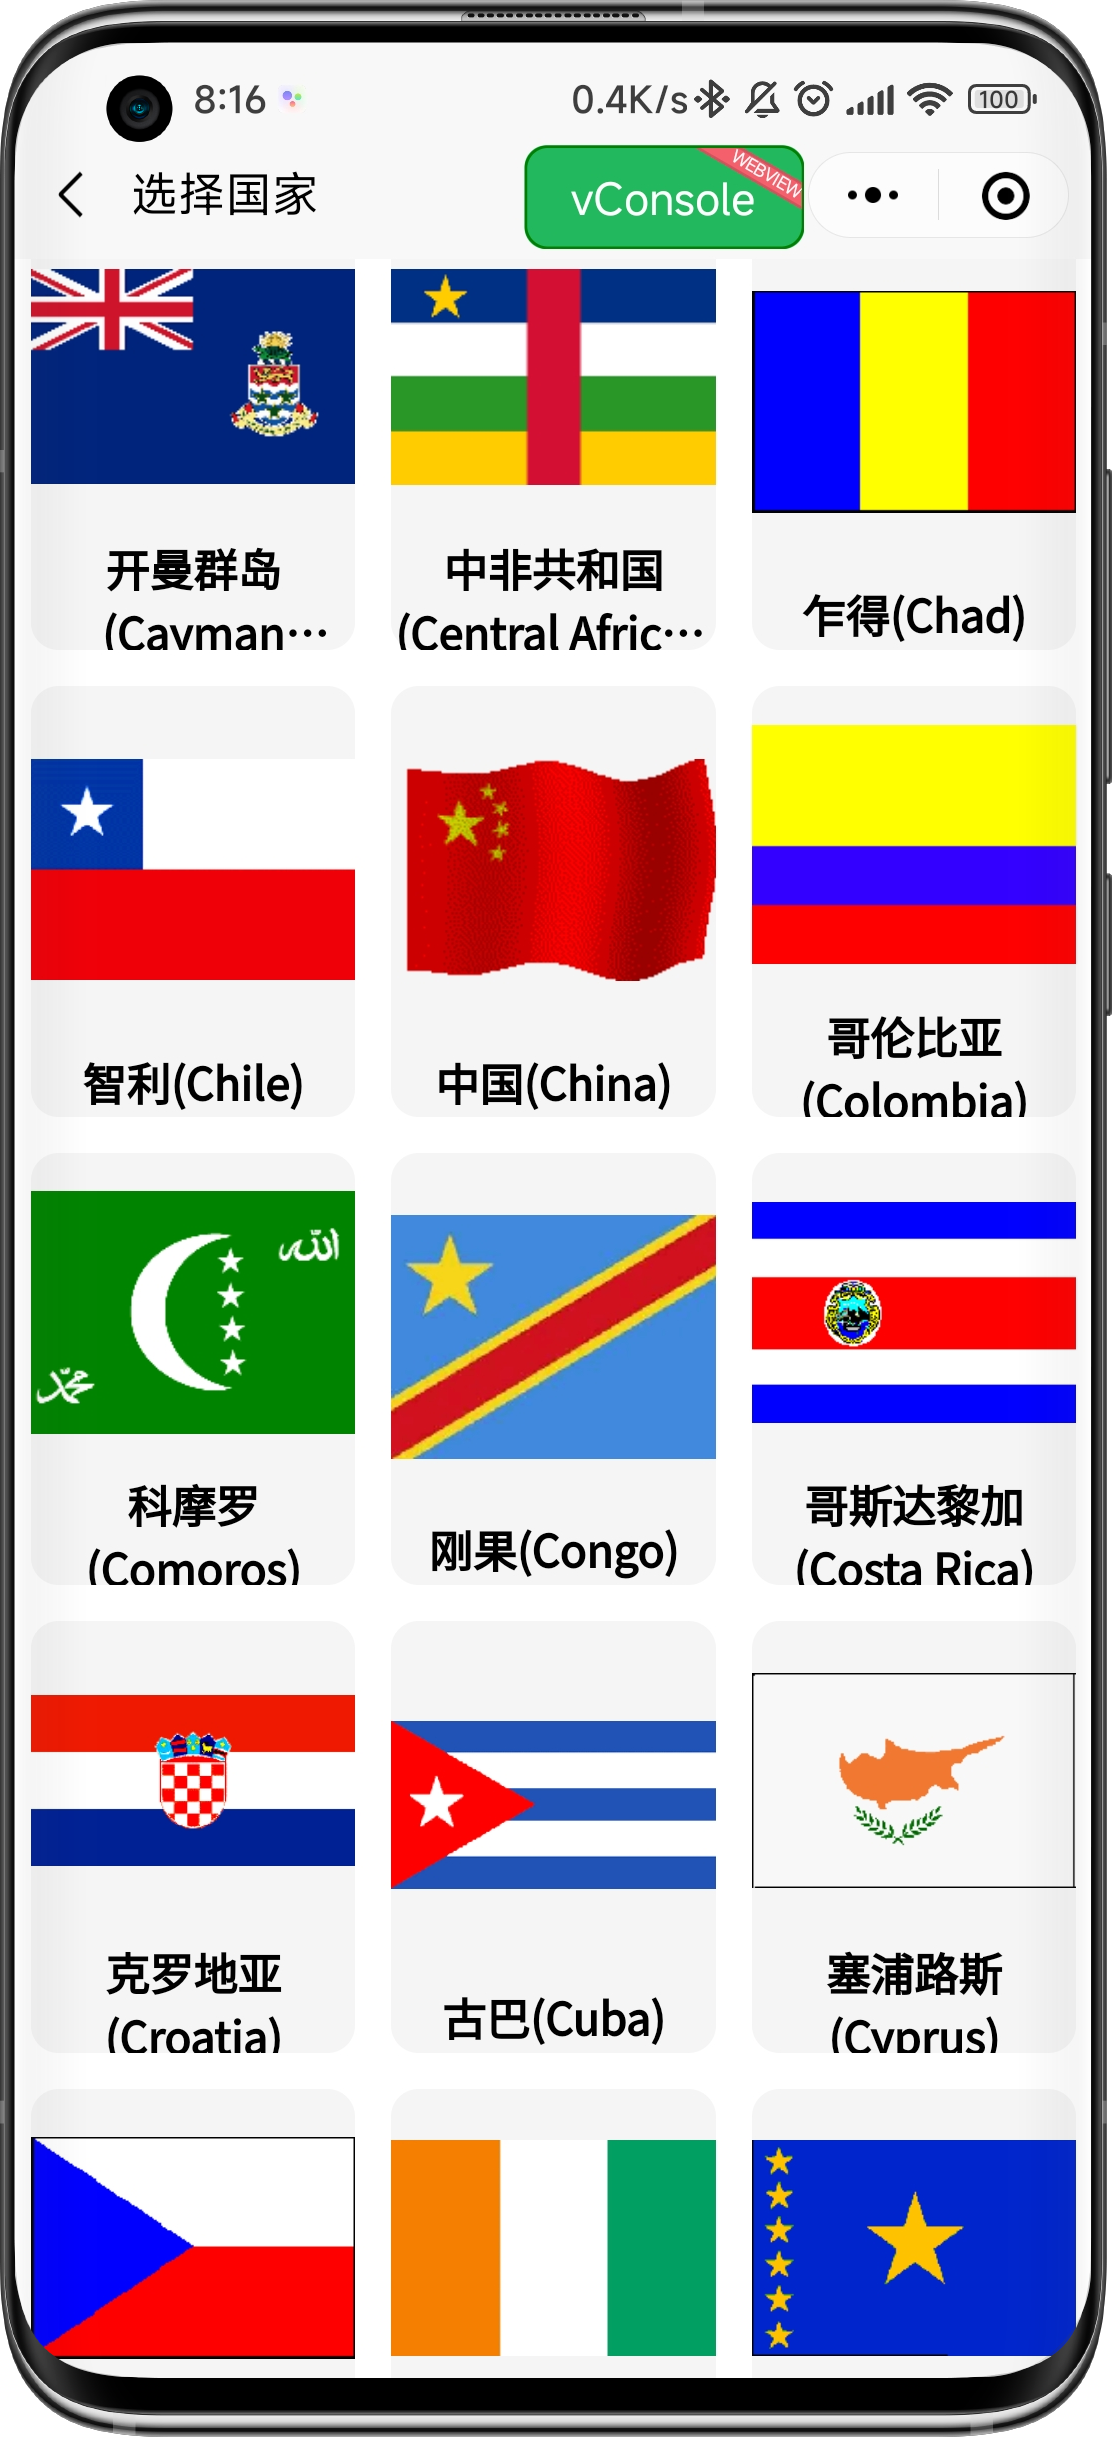 8:16
0.4K/s
100
选择国家
vConsole
WEBVIEW
开曼群岛
(Cayman…
中非共和国
(Central Afric…
乍得(Chad)
智利(Chile)
中国(China)
哥伦比亚
(Colombia)
الله
محمد
科摩罗
(Comoros)
刚果(Congo)
哥斯达黎加
(Costa Rica)
克罗地亚
(Croatia)
古巴(Cuba)
塞浦路斯
(Cyprus)